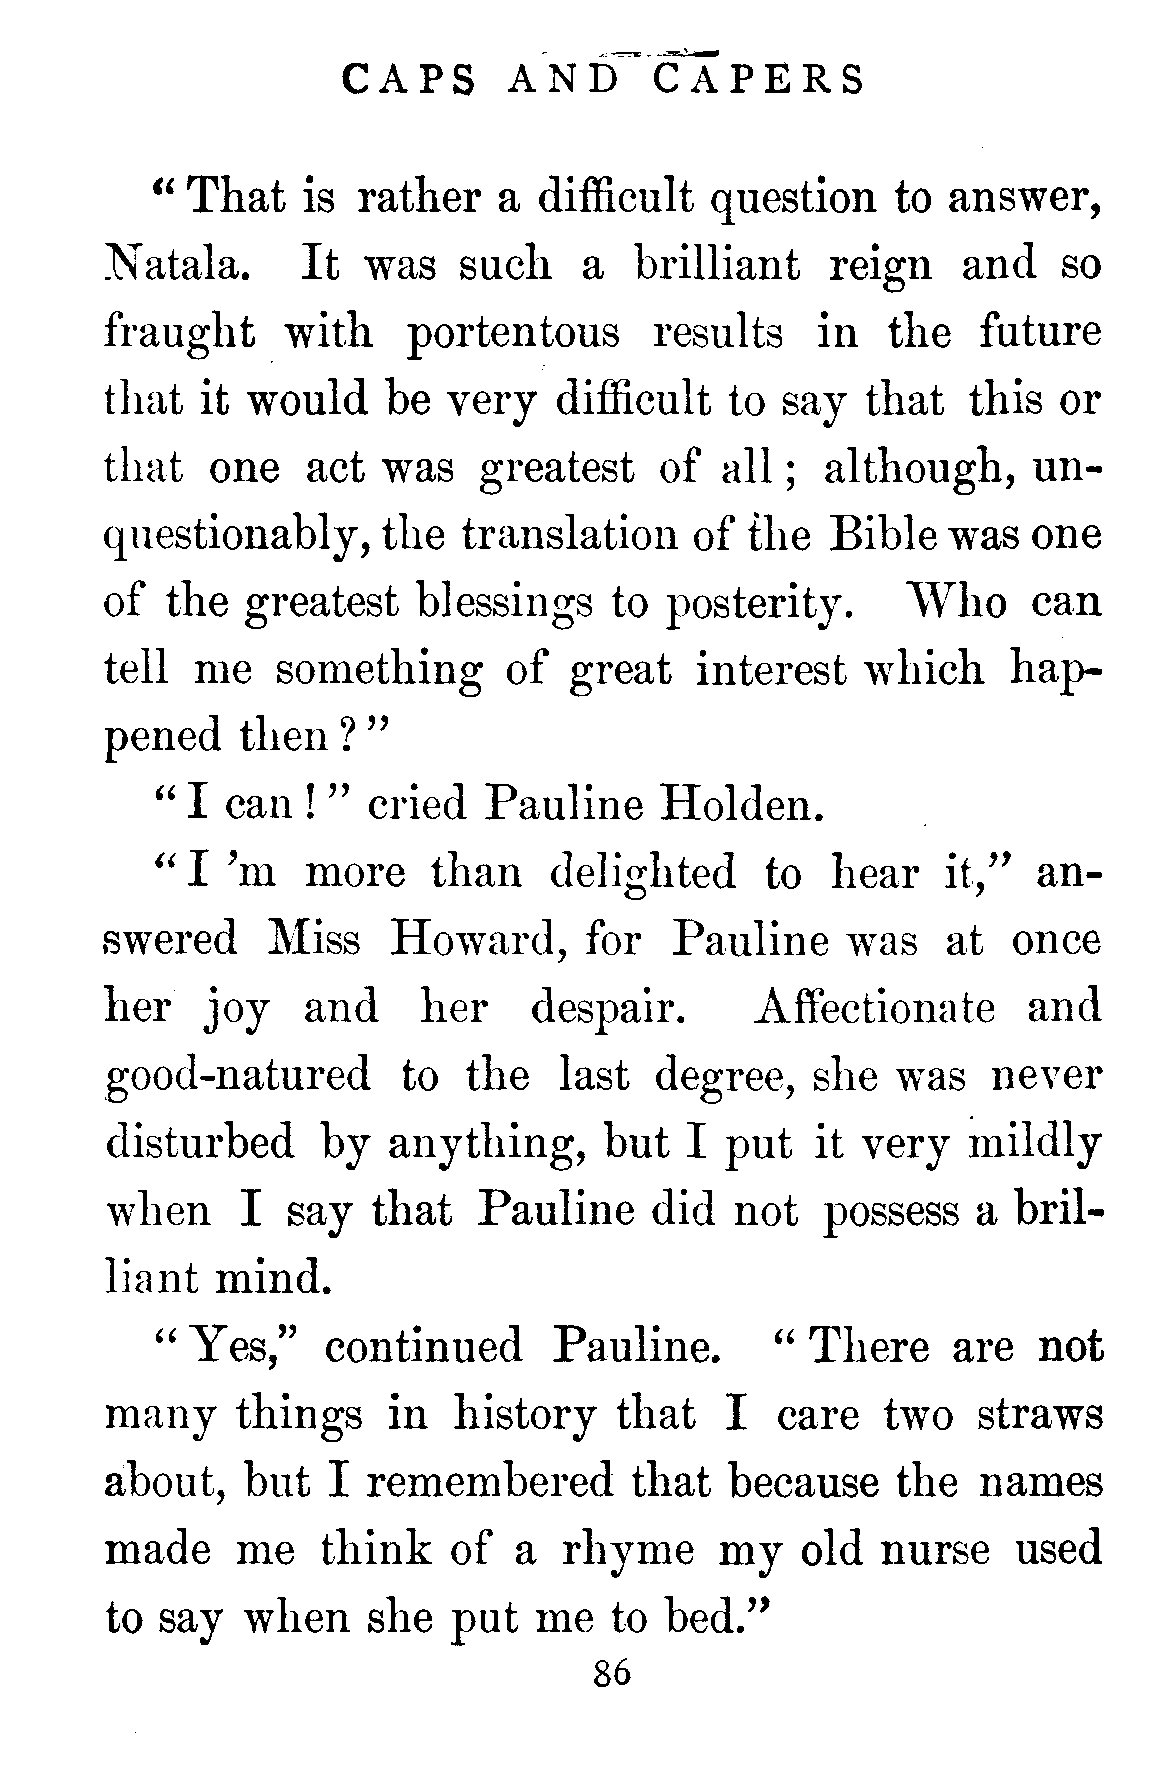 CAPS AND CAPERS
“That is rather a difficult question to answer,
Natala. It was such a brilliant reign and so
fraught with portentous results in the future
that it would be very difficult to say that this or
that one act was greatest of all; although, un-
questionably, the translation of the Bible was one
of the greatest blessings to posterity. Who can
tell me something of great interest which hap-
pened then?”
“I can!” cried Pauline Holden.
“I ’m more than delighted to hear it,” an-
swered Miss Howard, for Pauline was at once
her joy and her despair. Affectionate and
good-natured to the last degree, she was never
disturbed by anything, but I put it very mildly
when I say that Pauline did not possess a bril-
liant mind.
“Yes,” continued Pauline. “There are not
many things in history that I care two straws
about, but I remembered that because the names
made me think of a rhyme my old nurse used
to say when she put me to bed.”
86